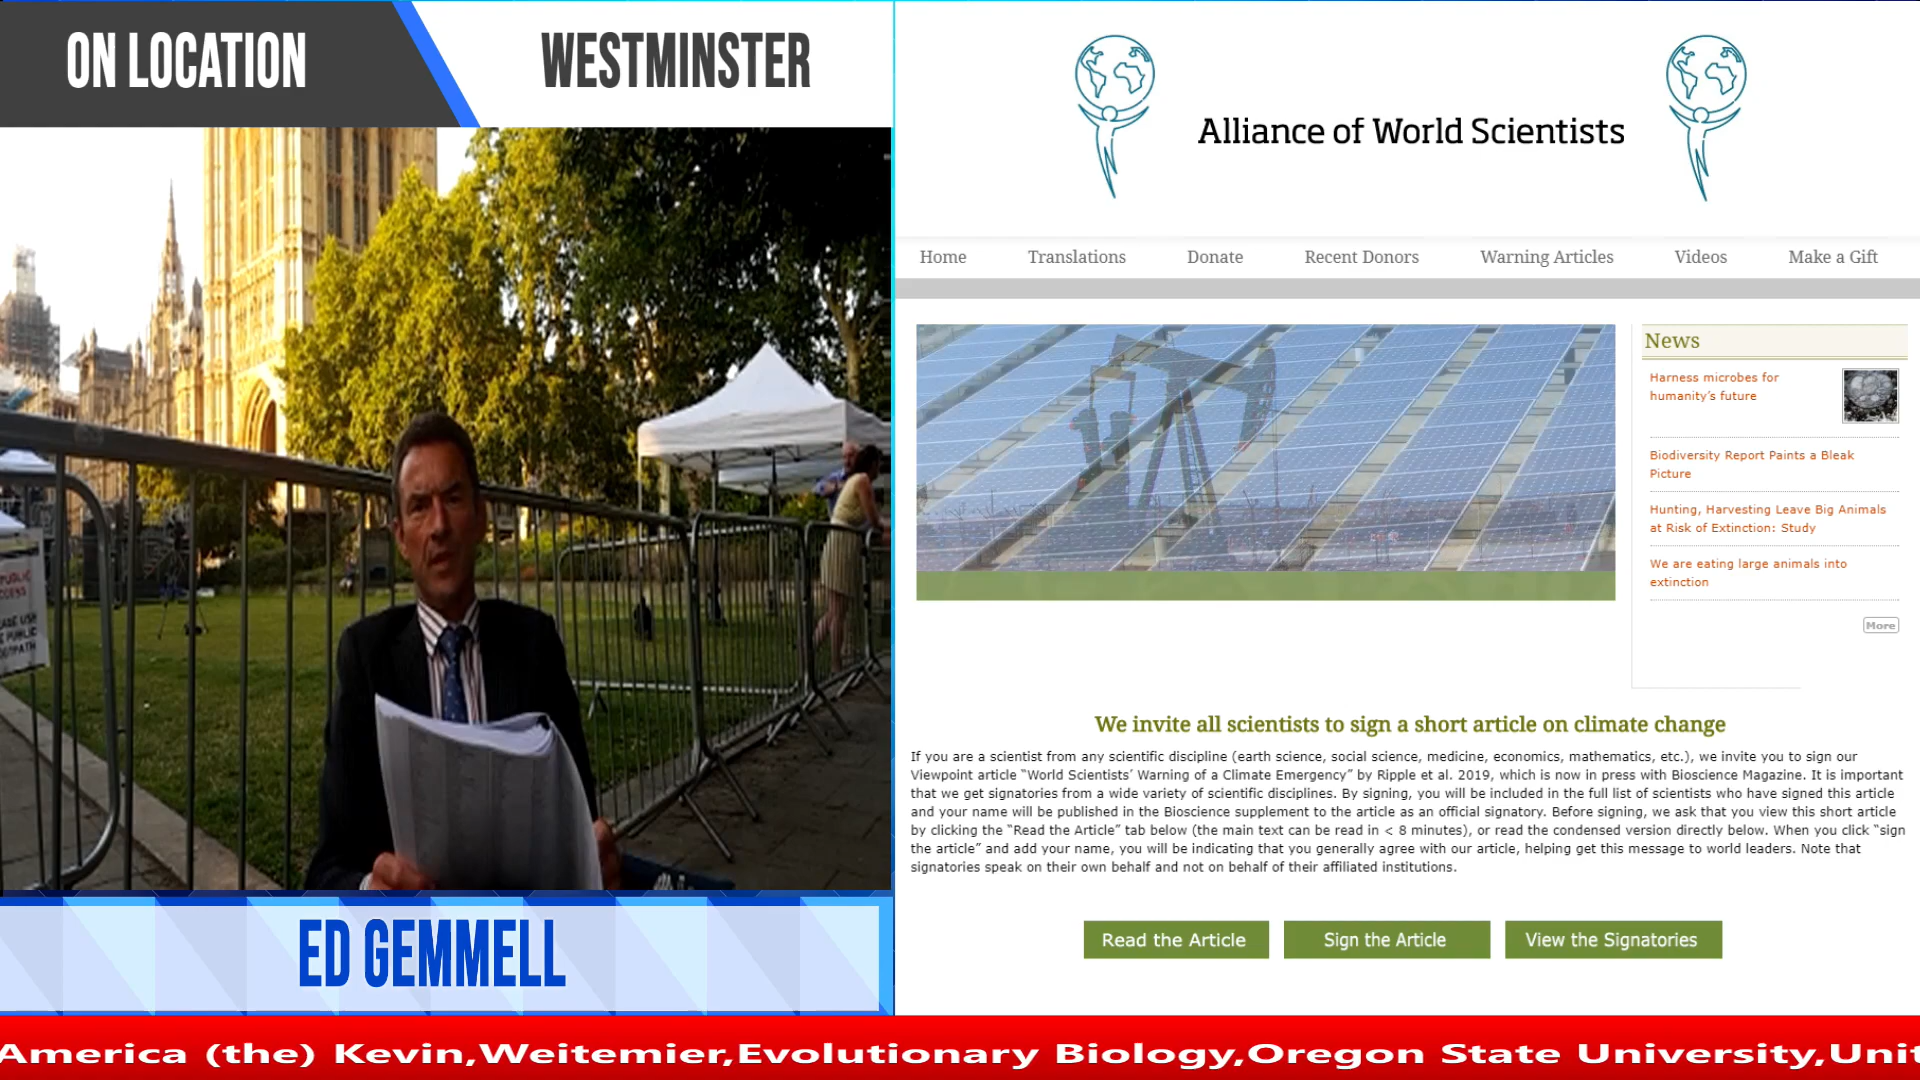 ON LOCATION
WESTMINSTER
PUBLIC
PUBLIC
ED GEMMELL
Alliance of World Scientists
Home Translations Donate Recent Donors Warning Articles Videos Make a Gift
News
Harness microbes for
humanity's future
Biodiversity Report Paints a Bleak
Picture
Hunting, Harvesting Leave Big Animals
at Risk of Extinction: Study
We are eating large animals into
extinction
More
We invite all scientists to sign a short article on climate change
If you are a scientist from any scientific discipline (earth science, social science, medicine, economics, mathematics, etc.), we invite you to sign our
Viewpoint article “World Scientists’ Warning of a Climate Emergency” by Ripple et al. 2019, which is now in press with Bioscience Magazine. It is important
that we get signatories from a wide variety of scientific disciplines. By signing, you will be included in the full list of scientists who have signed this article
and your name will be published in the Bioscience supplement to the article as an official signatory. Before signing, we ask that you view this short article
by clicking the “Read the Article” tab below (the main text can be read in < 8 minutes), or read the condensed version directly below. When you click “sign
the article” and add your name, you will be indicating that you generally agree with our article, helping get this message to world leaders. Note that
signatories speak on their own behalf and not on behalf of their affiliated institutions.
Read the Article Sign the Article View the Signatories
America (the) Kevin,Weitemier,Evolutionary Biology,Oregon State University,Unit